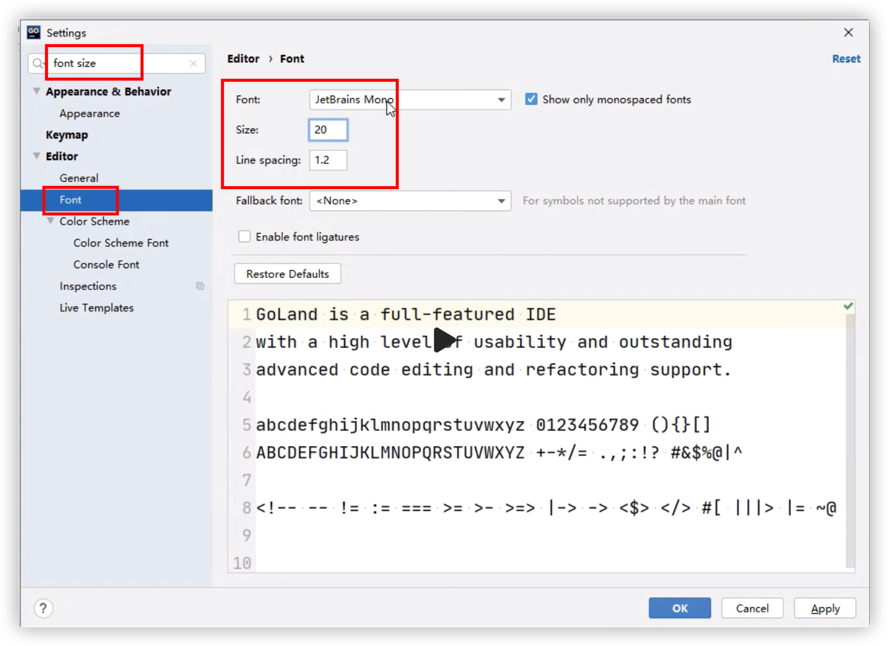 GO Settings
font size
Editor › Font
Reset
Appearance & Behavior
Appearance
Keymap
Editor
General
Font
Color Scheme
Color Scheme Font
Console Font
Inspections
Live Templates
Font: JetBrains Mono
Show only monospaced fonts
Size: 20
Line spacing: 1.2
Fallback font: <None>
For symbols not supported by the main font
Enable font ligatures
Restore Defaults
1 GoLand is a full-featured IDE
2 with a high level of usability and outstanding
3 advanced code editing and refactoring support.
4
5 abcdefghijklmnopqrstuvwxyz 0123456789 (){}[]
6 ABCDEFGHIJKLMNOPQRSTUVWXYZ +-*/= .,;:!? #&$%@|^
7
8 <!-- -- != := === >= >- >=> |-> -> <$> </> #[ |||> |= ~@
9
10
?
OK
Cancel
Apply